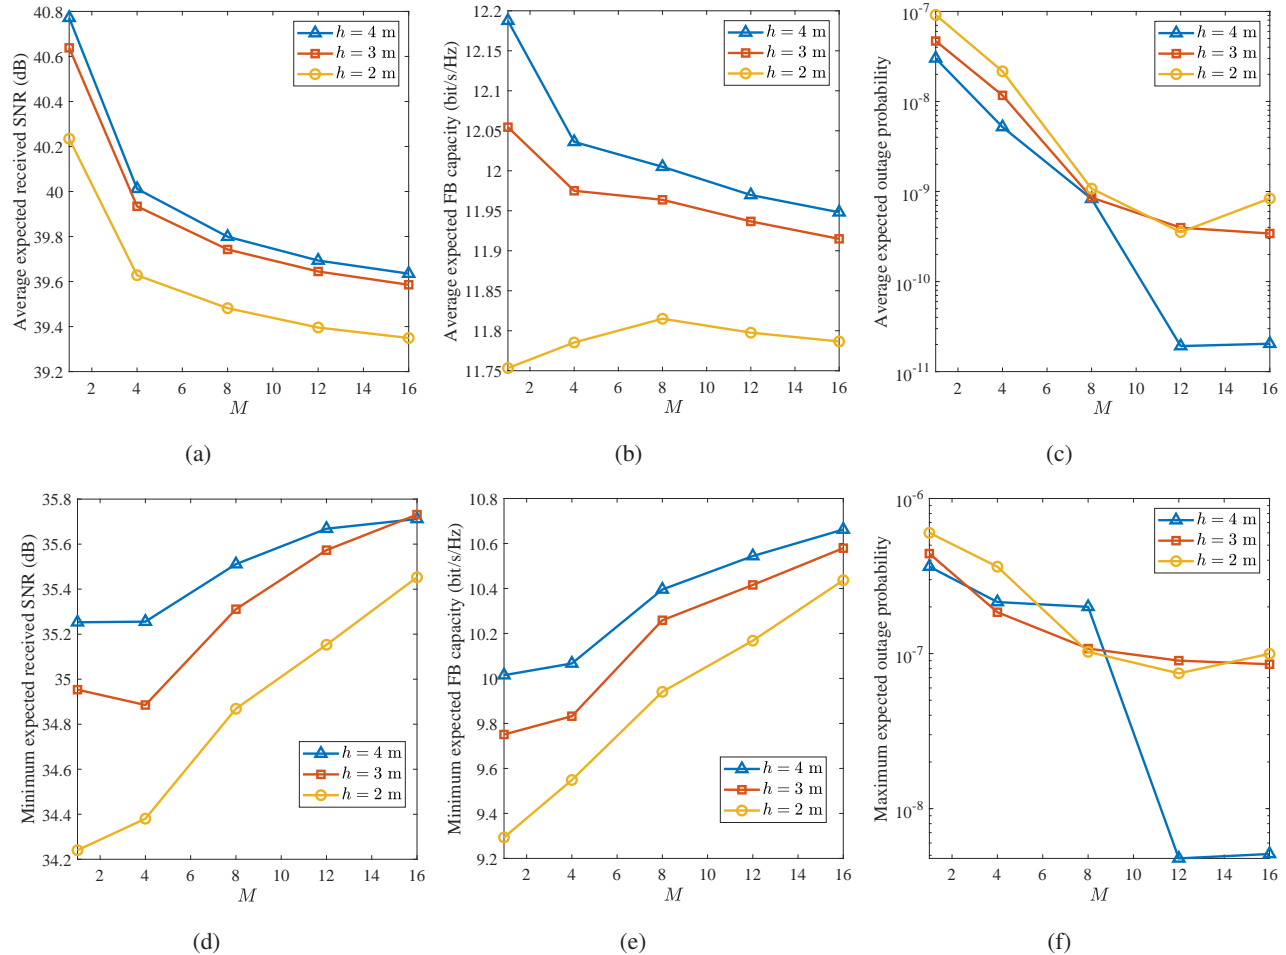 40.8
40.6
40.4
40.2
40
39.8
39.6
39.4
39.2
2 4 6 8 10 12 14 16
M
Average expected received SNR (dB)
h = 4 m
h = 3 m
h = 2 m
(a)
12.2
12.15
12.1
12.05
12
11.95
11.9
11.85
11.8
11.75
2 4 6 8 10 12 14 16
M
Average expected FB capacity (bit/s/Hz)
h = 4 m
h = 3 m
h = 2 m
(b)
10⁻⁷
10⁻⁸
10⁻⁹
10⁻¹⁰
10⁻¹¹
2 4 6 8 10 12 14 16
M
Average expected outage probability
h = 4 m
h = 3 m
h = 2 m
(c)
35.8
35.6
35.4
35.2
35
34.8
34.6
34.4
34.2
2 4 6 8 10 12 14 16
M
Minimum expected received SNR (dB)
h = 4 m
h = 3 m
h = 2 m
(d)
10.8
10.6
10.4
10.2
10
9.8
9.6
9.4
9.2
2 4 6 8 10 12 14 16
M
Minimum expected FB capacity (bit/s/Hz)
h = 4 m
h = 3 m
h = 2 m
(e)
10⁻⁶
10⁻⁷
10⁻⁸
2 4 6 8 10 12 14 16
M
Maximum expected outage probability
h = 4 m
h = 3 m
h = 2 m
(f)